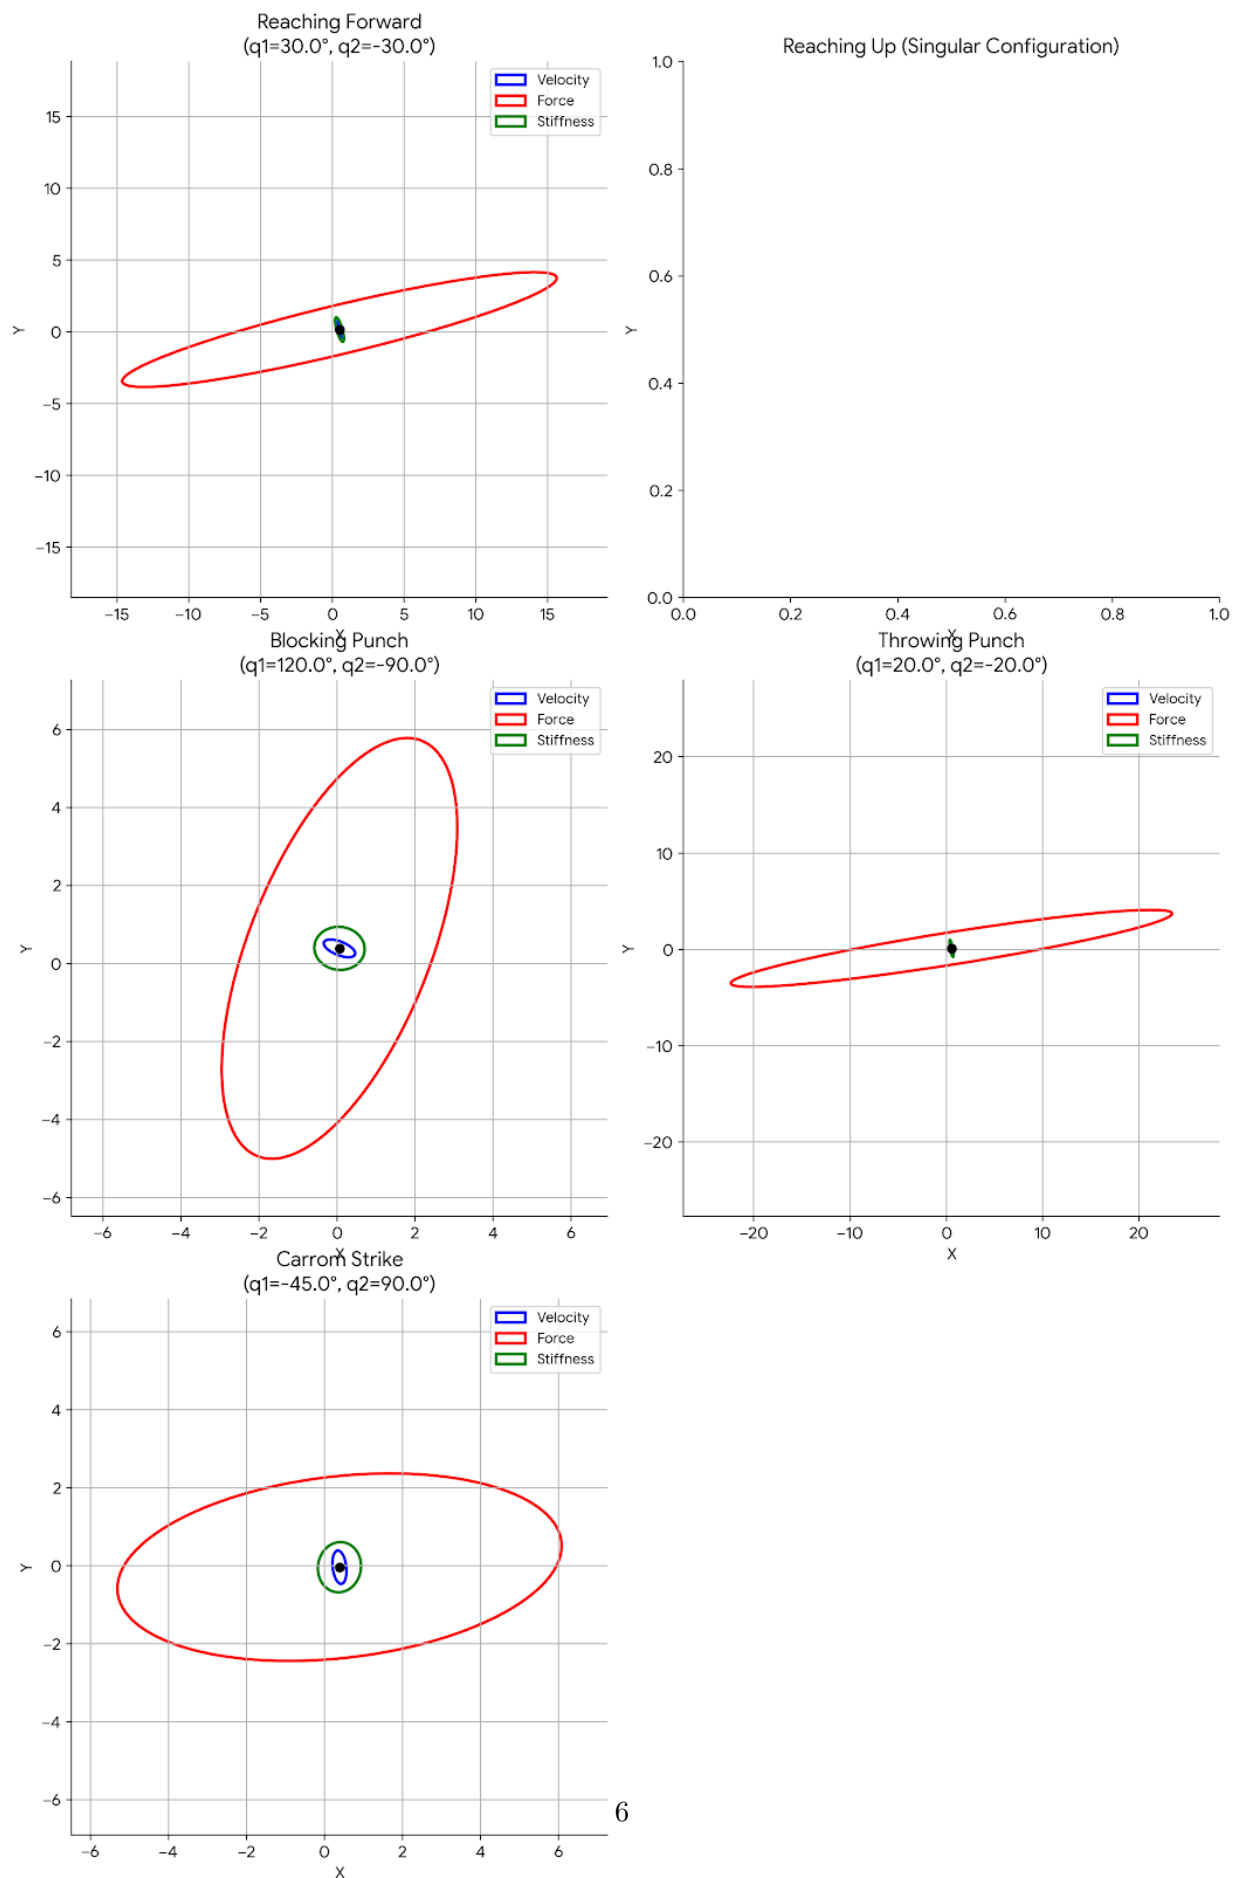 Reaching Forward
(q1=30.0°, q2=−30.0°)
Velocity
Force
Stiffness
15
10
5
0
−5
−10
−15
Y
−15 −10 −5 0 5 10 15
X
Reaching Up (Singular Configuration)
1.0
0.8
0.6
0.4
0.2
0.0
Y
0.0 0.2 0.4 0.6 0.8 1.0
X
Blocking Punch
(q1=120.0°, q2=−90.0°)
Velocity
Force
Stiffness
6
4
2
0
−2
−4
−6
Y
−6 −4 −2 0 2 4 6
X
Throwing Punch
(q1=20.0°, q2=−20.0°)
Velocity
Force
Stiffness
20
10
0
−10
−20
Y
−20 −10 0 10 20
X
Carrom Strike
(q1=−45.0°, q2=90.0°)
Velocity
Force
Stiffness
6
4
2
0
−2
−4
−6
Y
−6 −4 −2 0 2 4 6
X
6